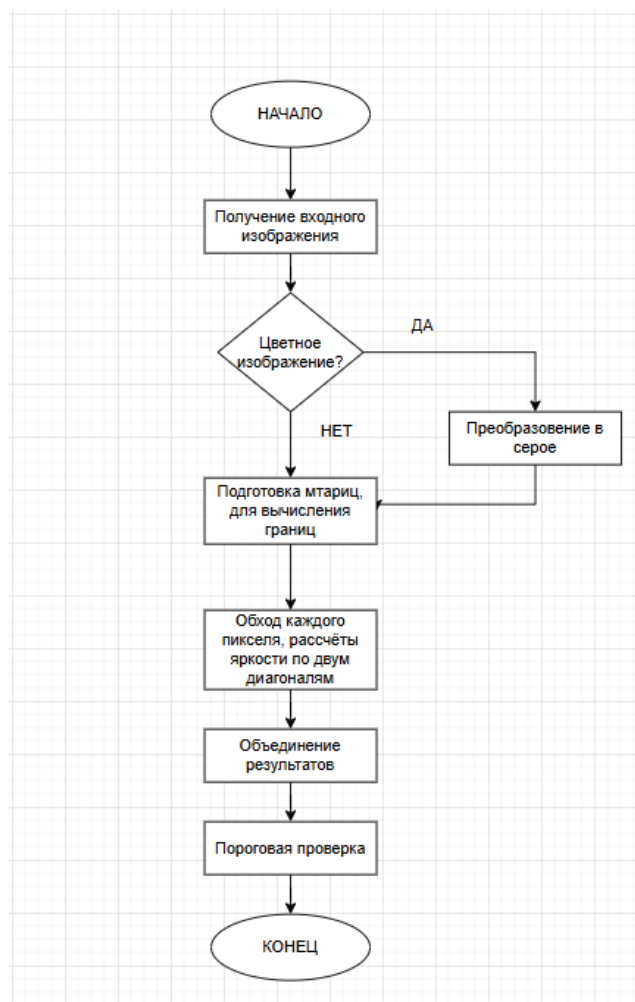 НАЧАЛО
Получение входного
изображения
Цветное
изображение?
ДА
НЕТ
Преобразовение в
серое
Подготовка мтариц,
для вычисления
границ
Обход каждого
пикселя, рассчёты
яркости по двум
диагоналям
Объединение
результатов
Пороговая проверка
КОНЕЦ